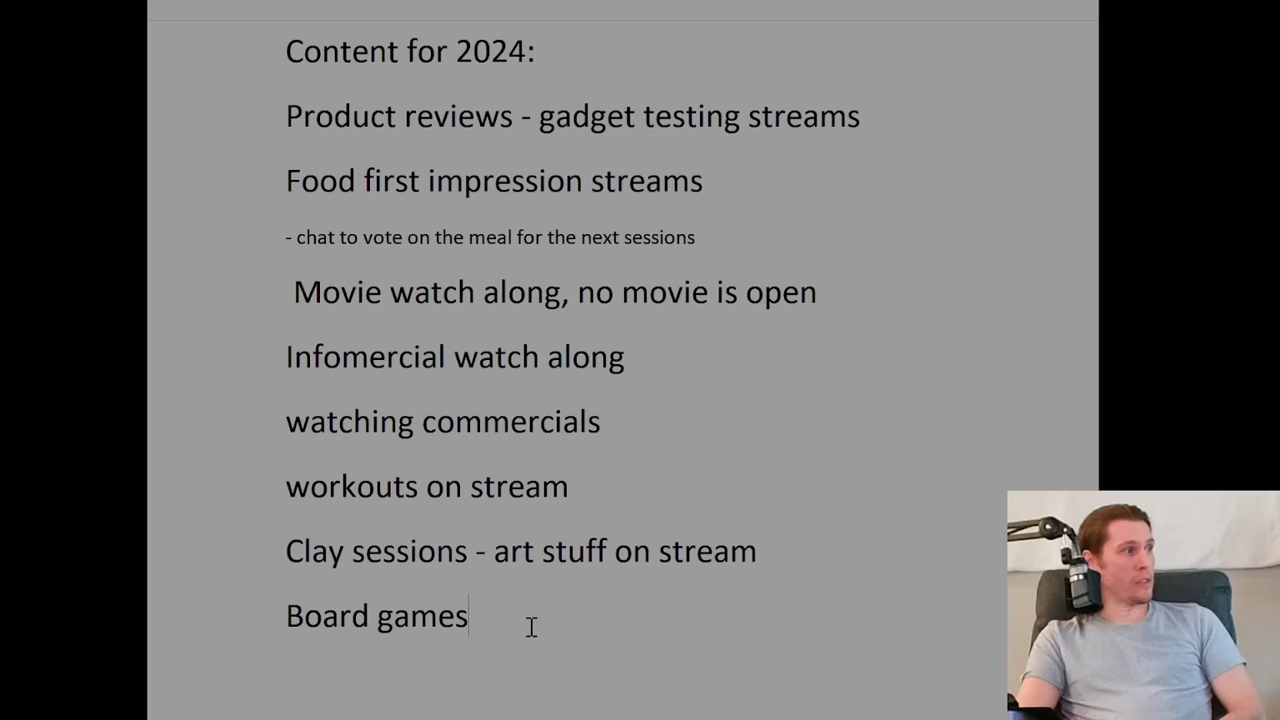 Content for 2024:
Product reviews - gadget testing streams
Food first impression streams
- chat to vote on the meal for the next sessions
Movie watch along, no movie is open
Infomercial watch along
watching commercials
workouts on stream
Clay sessions - art stuff on stream
Board games